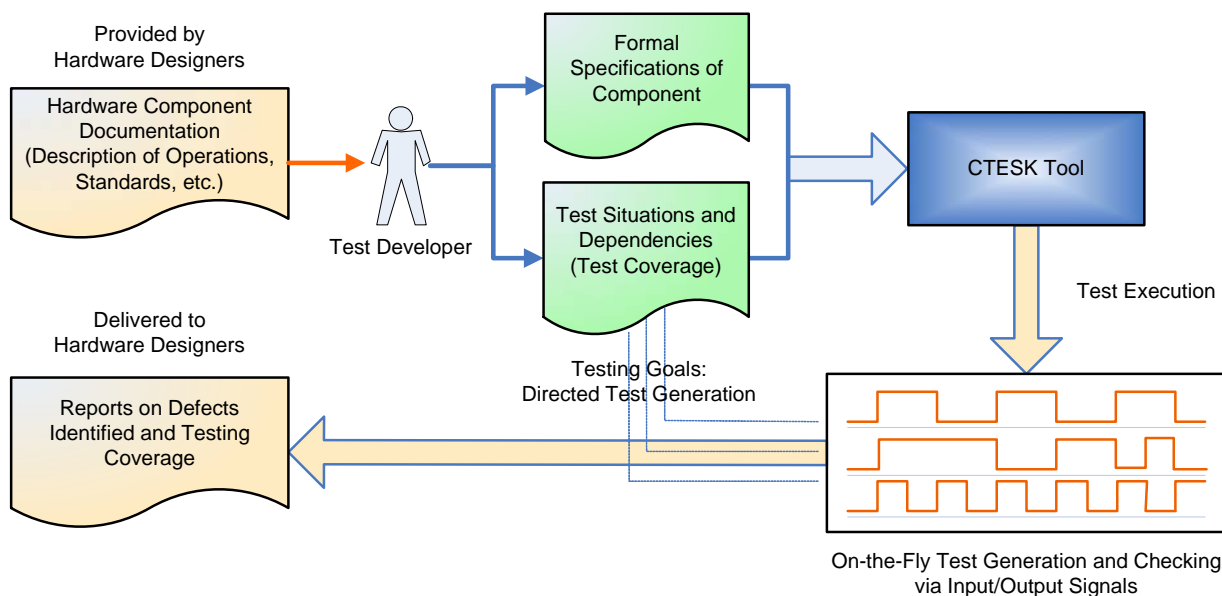 Provided by
Hardware Designers
Hardware Component
Documentation
(Description of Operations,
Standards, etc.)
Test Developer
Formal
Specifications of
Component
Test Situations and
Dependencies
(Test Coverage)
CTESK Tool
Test Execution
Testing Goals:
Directed Test Generation
Delivered to
Hardware Designers
Reports on Defects
Identified and Testing
Coverage
On-the-Fly Test Generation and Checking
via Input/Output Signals